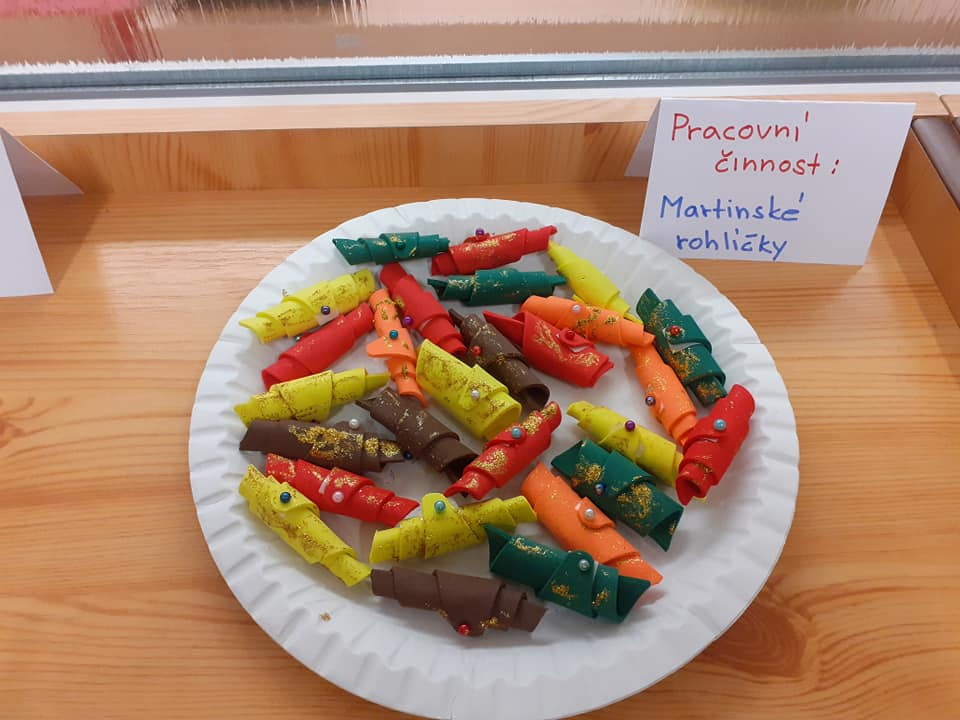 Pracovní
činnost:
Martinské
rohlíčky